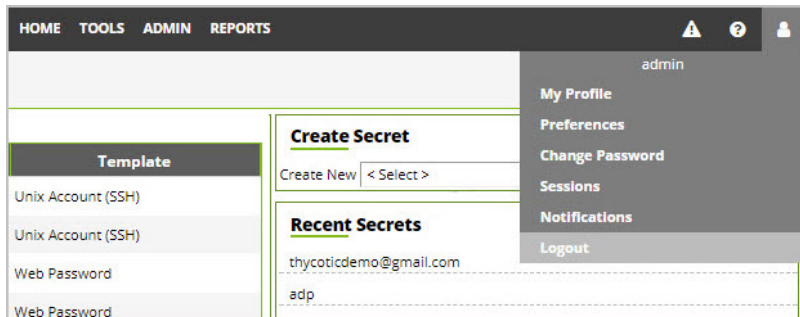 HOME TOOLS ADMIN REPORTS
admin
My Profile
Preferences
Change Password
Sessions
Notifications
Logout
Template
Unix Account (SSH)
Unix Account (SSH)
Web Password
Web Password
Create Secret
Create New < Select >
Recent Secrets
thycoticdemo@gmail.com
adp